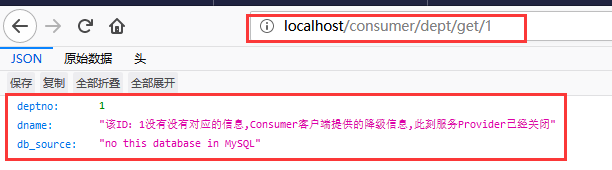 localhost/consumer/dept/get/1
JSON 原始数据 头
保存 复制 全部折叠 全部展开
deptno: 1
dname: "该ID：1没有没有对应的信息,Consumer客户端提供的降级信息,此刻服务Provider已经关闭"
db_source: "no this database in MySQL"